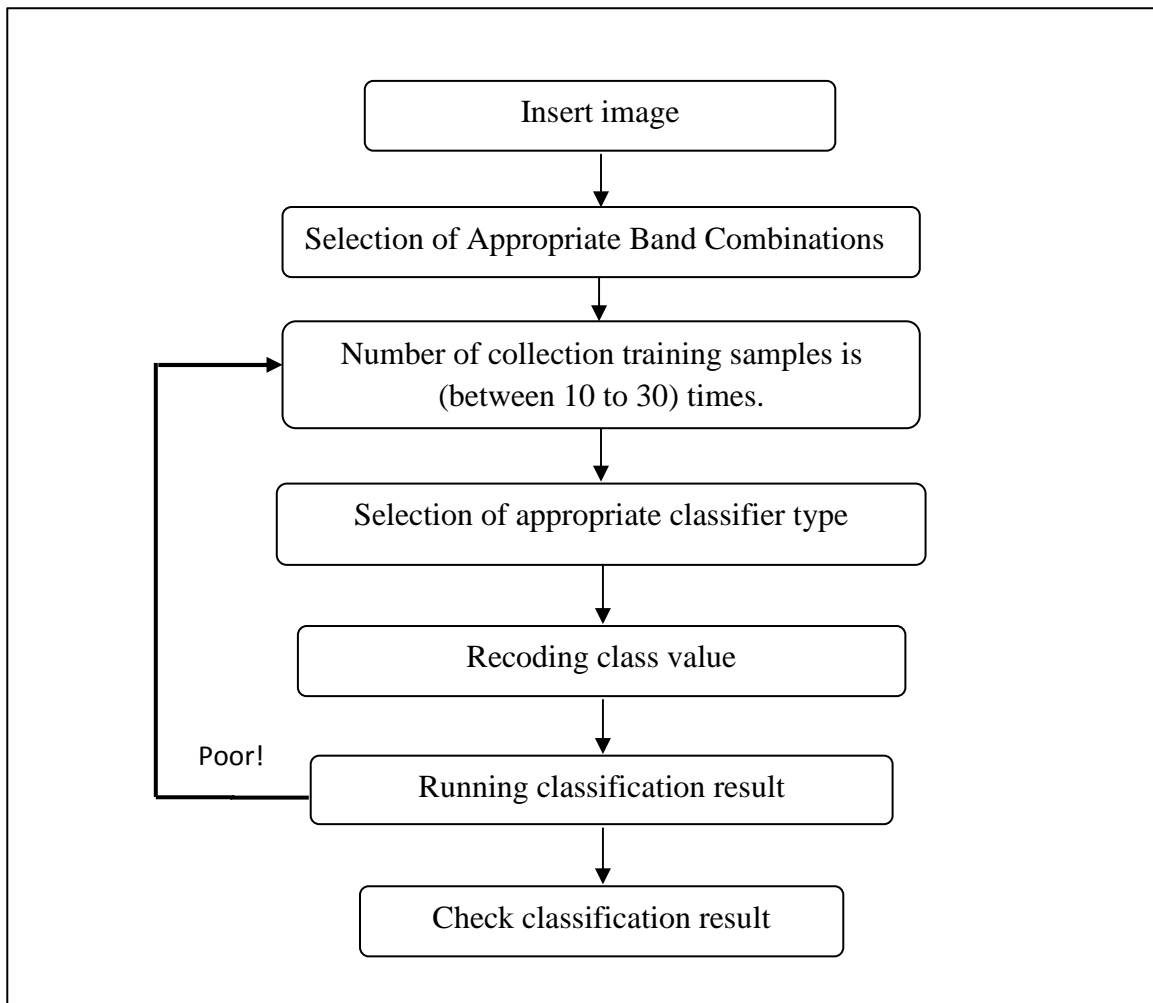 Insert image
Selection of Appropriate Band Combinations
Number of collection training samples is
(between 10 to 30) times.
Selection of appropriate classifier type
Recoding class value
Poor!
Running classification result
Check classification result